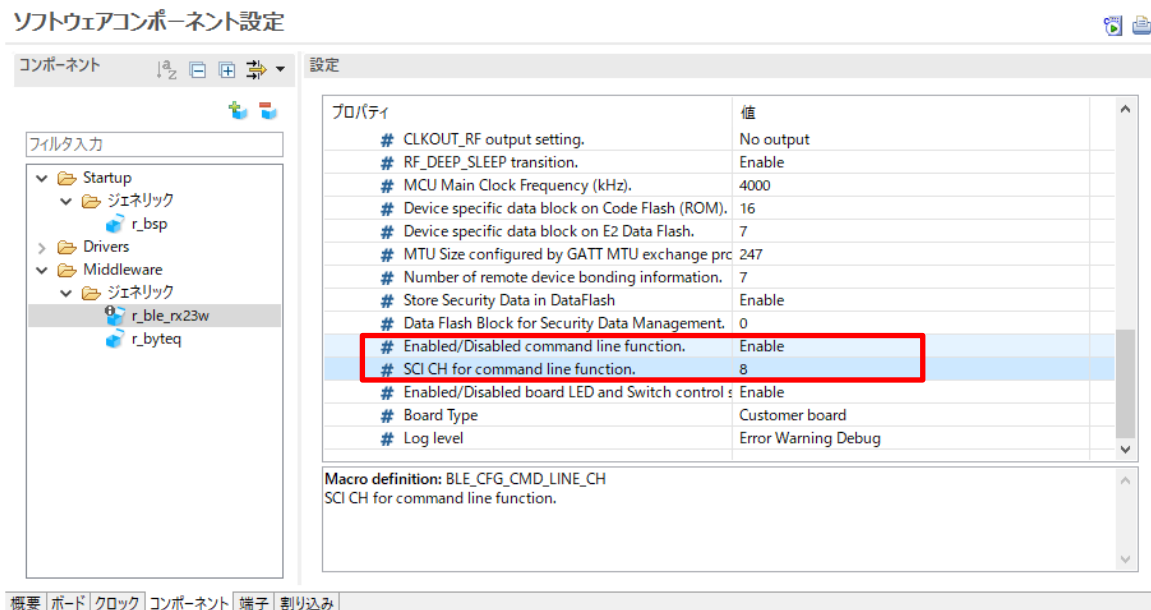 ソフトウェアコンポーネント設定
コンポーネント
設定
フィルタ入力
Startup
ジェネリック
r_bsp
Drivers
Middleware
ジェネリック
r_ble_rx23w
r_byteq
プロパティ 値
# CLKOUT_RF output setting. No output
# RF_DEEP_SLEEP transition. Enable
# MCU Main Clock Frequency (kHz). 4000
# Device specific data block on Code Flash (ROM). 16
# Device specific data block on E2 Data Flash. 7
# MTU Size configured by GATT MTU exchange prc 247
# Number of remote device bonding information. 7
# Store Security Data in DataFlash Enable
# Data Flash Block for Security Data Management. 0
# Enabled/Disabled command line function. Enable
# SCI CH for command line function. 8
# Enabled/Disabled board LED and Switch control s Enable
# Board Type Customer board
# Log level Error Warning Debug
Macro definition: BLE_CFG_CMD_LINE_CH
SCI CH for command line function.
概要 ボード クロック コンポーネント 端子 割り込み